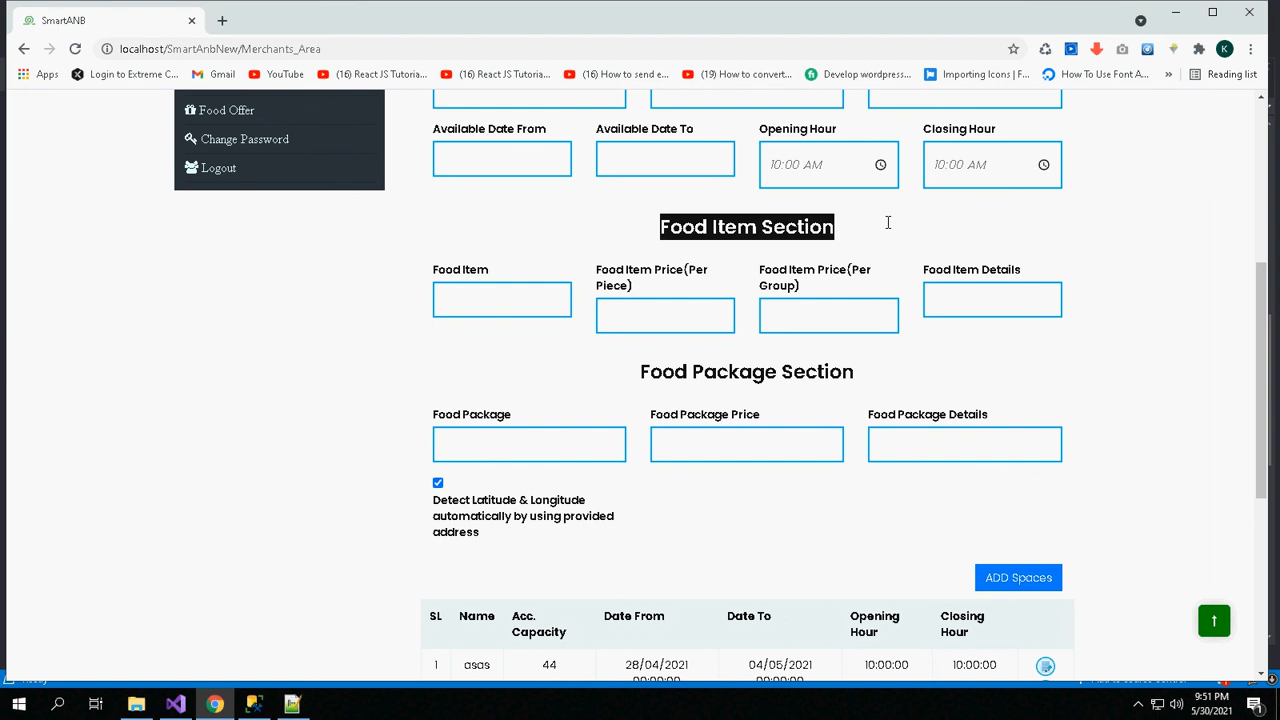 SmartANB
localhost/SmartAnbNew/Merchants_Area
Apps
Login to Extreme C...
Gmail
YouTube
(16) React JS Tutoria...
(16) React JS Tutoria...
(16) How to send e...
(19) How to convert...
Develop wordpress...
Importing Icons | F...
How To Use Font A...
»
Reading list
Food Offer
Change Password
Logout
Available Date From
Available Date To
Opening Hour
Closing Hour
10:00 AM
10:00 AM
Food Item Section
Food Item
Food Item Price(Per
Piece)
Food Item Price(Per
Group)
Food Item Details
Food Package Section
Food Package
Food Package Price
Food Package Details
Detect Latitude & Longitude
automatically by using provided
address
ADD Spaces
SL
Name
Acc.
Capacity
Date From
Date To
Opening
Hour
Closing
Hour
1
asas
44
28/04/2021
00:00:00
04/05/2021
00:00:00
10:00:00
10:00:00
9:51 PM
5/30/2021
K